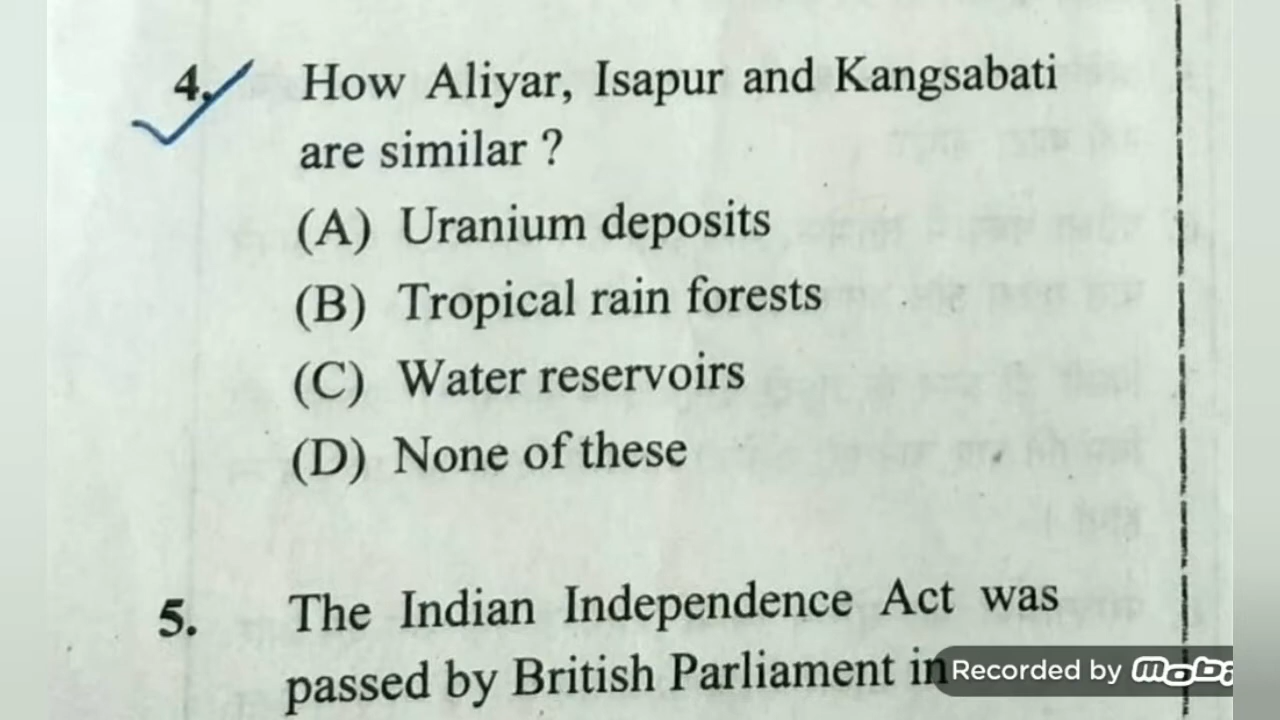 4. How Aliyar, Isapur and Kangsabati
are similar ?
(A) Uranium deposits
(B) Tropical rain forests
(C) Water reservoirs
(D) None of these
5. The Indian Independence Act was
passed by British Parliament in
Recorded by